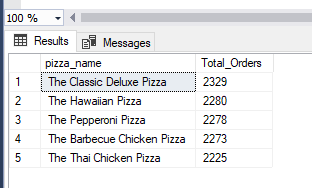 100 %
Results Messages
pizza_name Total_Orders
1 The Classic Deluxe Pizza 2329
2 The Hawaiian Pizza 2280
3 The Pepperoni Pizza 2278
4 The Barbecue Chicken Pizza 2273
5 The Thai Chicken Pizza 2225